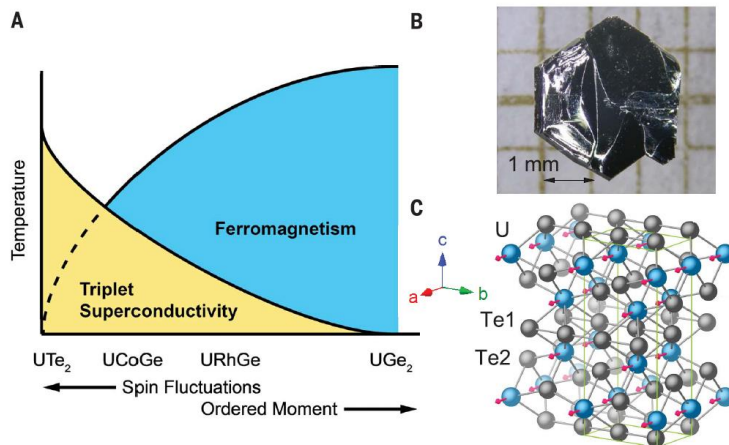 A
Temperature
Ferromagnetism
Triplet
Superconductivity
UTe₂ UCoGe URhGe UGe₂
Spin Fluctuations
Ordered Moment
B
1 mm
C
U
Te1
Te2
c
a
b